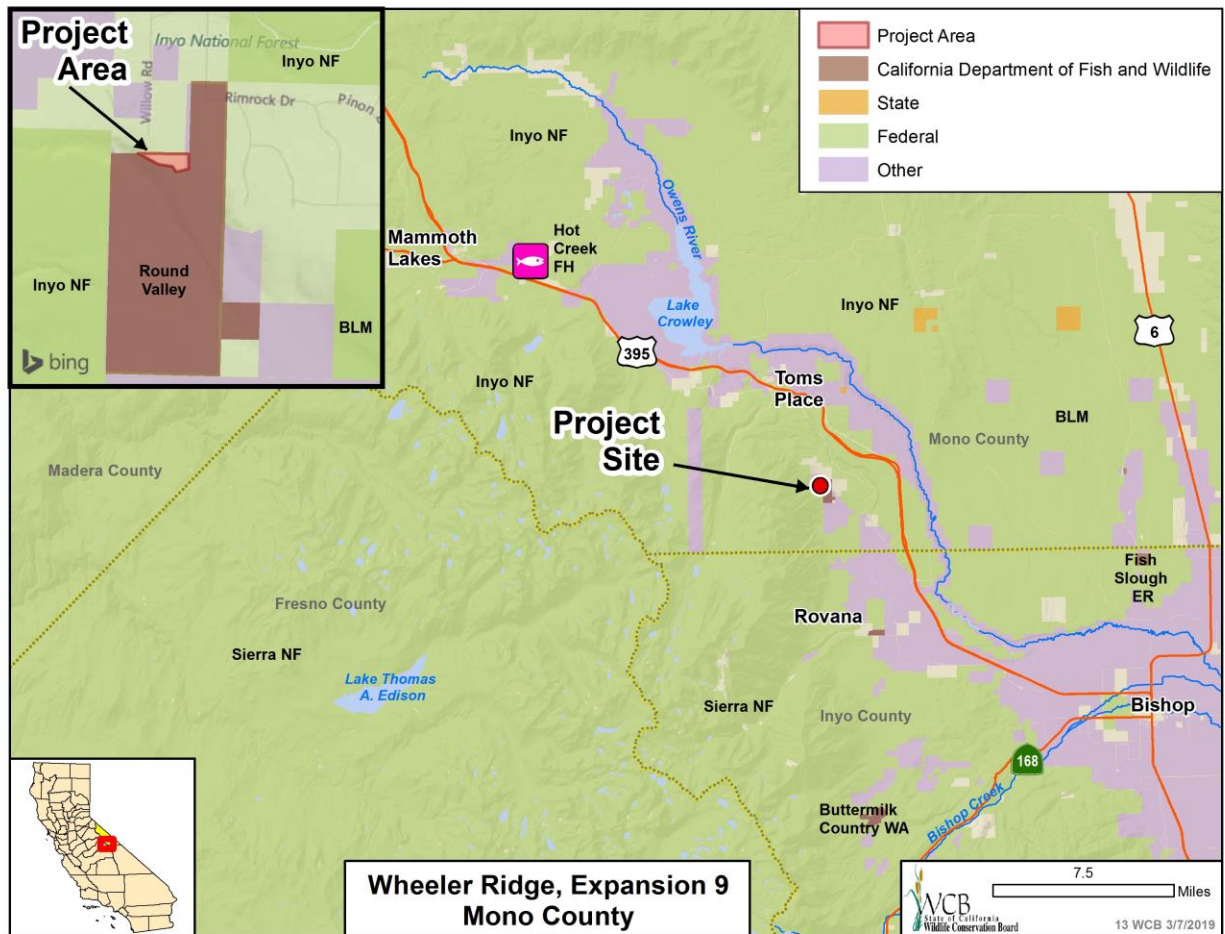 Project
Area
Inyo National Forest
Inyo NF
Willow Rd
Rimrock Dr
Pinon
Inyo NF
Round
Valley
BLM
bing
Project Area
California Department of Fish and Wildlife
State
Federal
Other
Inyo NF
Owens River
Mammoth
Lakes
Hot
Creek
FH
Lake
Crowley
Inyo NF
6
395
Inyo NF
Toms
Place
BLM
Project
Site
Mono County
Madera County
Fish
Slough
ER
Fresno County
Rovana
Sierra NF
Lake Thomas
A. Edison
Sierra NF
Inyo County
Bishop
168
Buttermilk
Country WA
Bishop Creek
Wheeler Ridge, Expansion 9
Mono County
7.5
Miles
WCB
State of California
Wildlife Conservation Board
13 WCB 3/7/2019